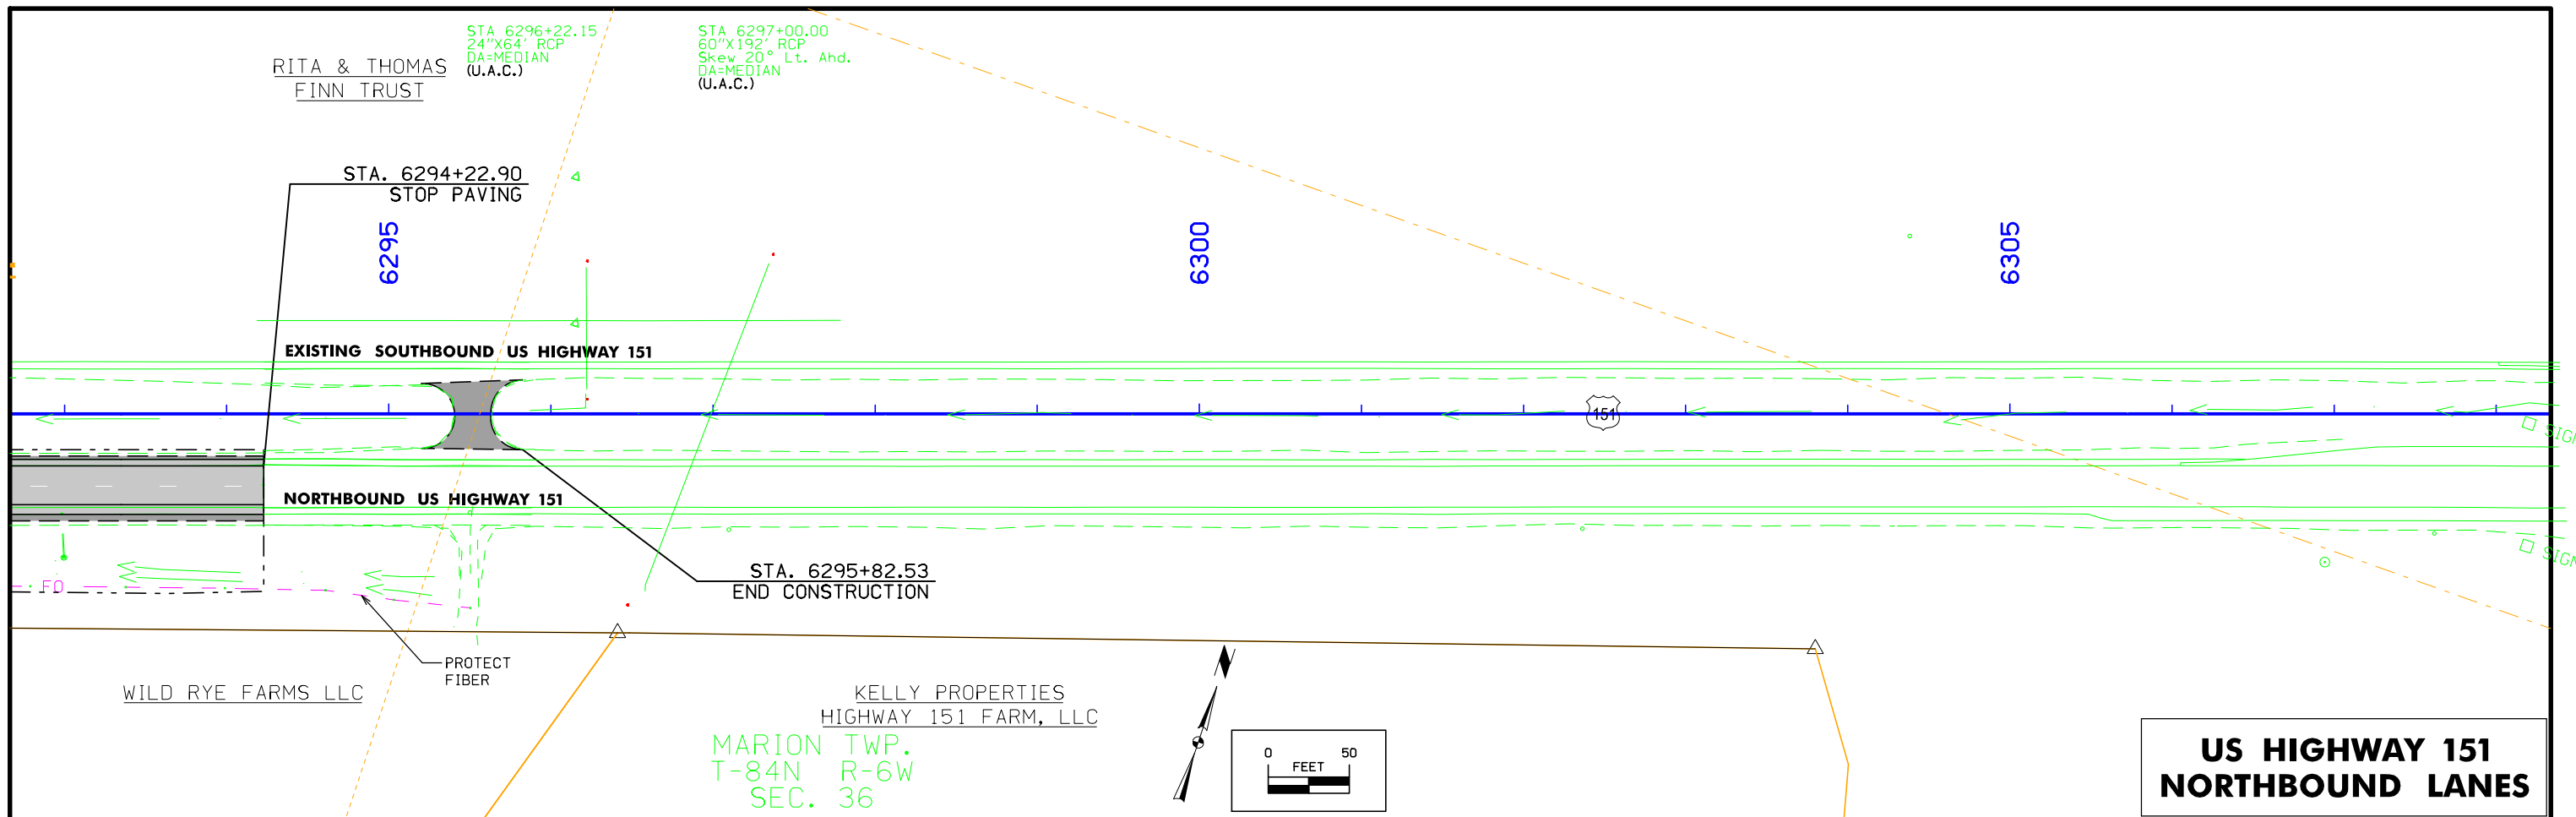 STA 6296+22.15
24"X64' RCP
DA=MEDIAN
(U.A.C.)
STA 6297+00.00
60"X192' RCP
Skew 20° Lt. Ahd.
DA=MEDIAN
(U.A.C.)
RITA & THOMAS
FINN TRUST
STA. 6294+22.90
STOP PAVING
6295
6300
6305
EXISTING SOUTHBOUND US HIGHWAY 151
151
SIGN
NORTHBOUND US HIGHWAY 151
SIGN
FO
STA. 6295+82.53
END CONSTRUCTION
PROTECT
FIBER
WILD RYE FARMS LLC
KELLY PROPERTIES
HIGHWAY 151 FARM, LLC
MARION TWP.
T-84N R-6W
SEC. 36
0 50
FEET
US HIGHWAY 151
NORTHBOUND LANES